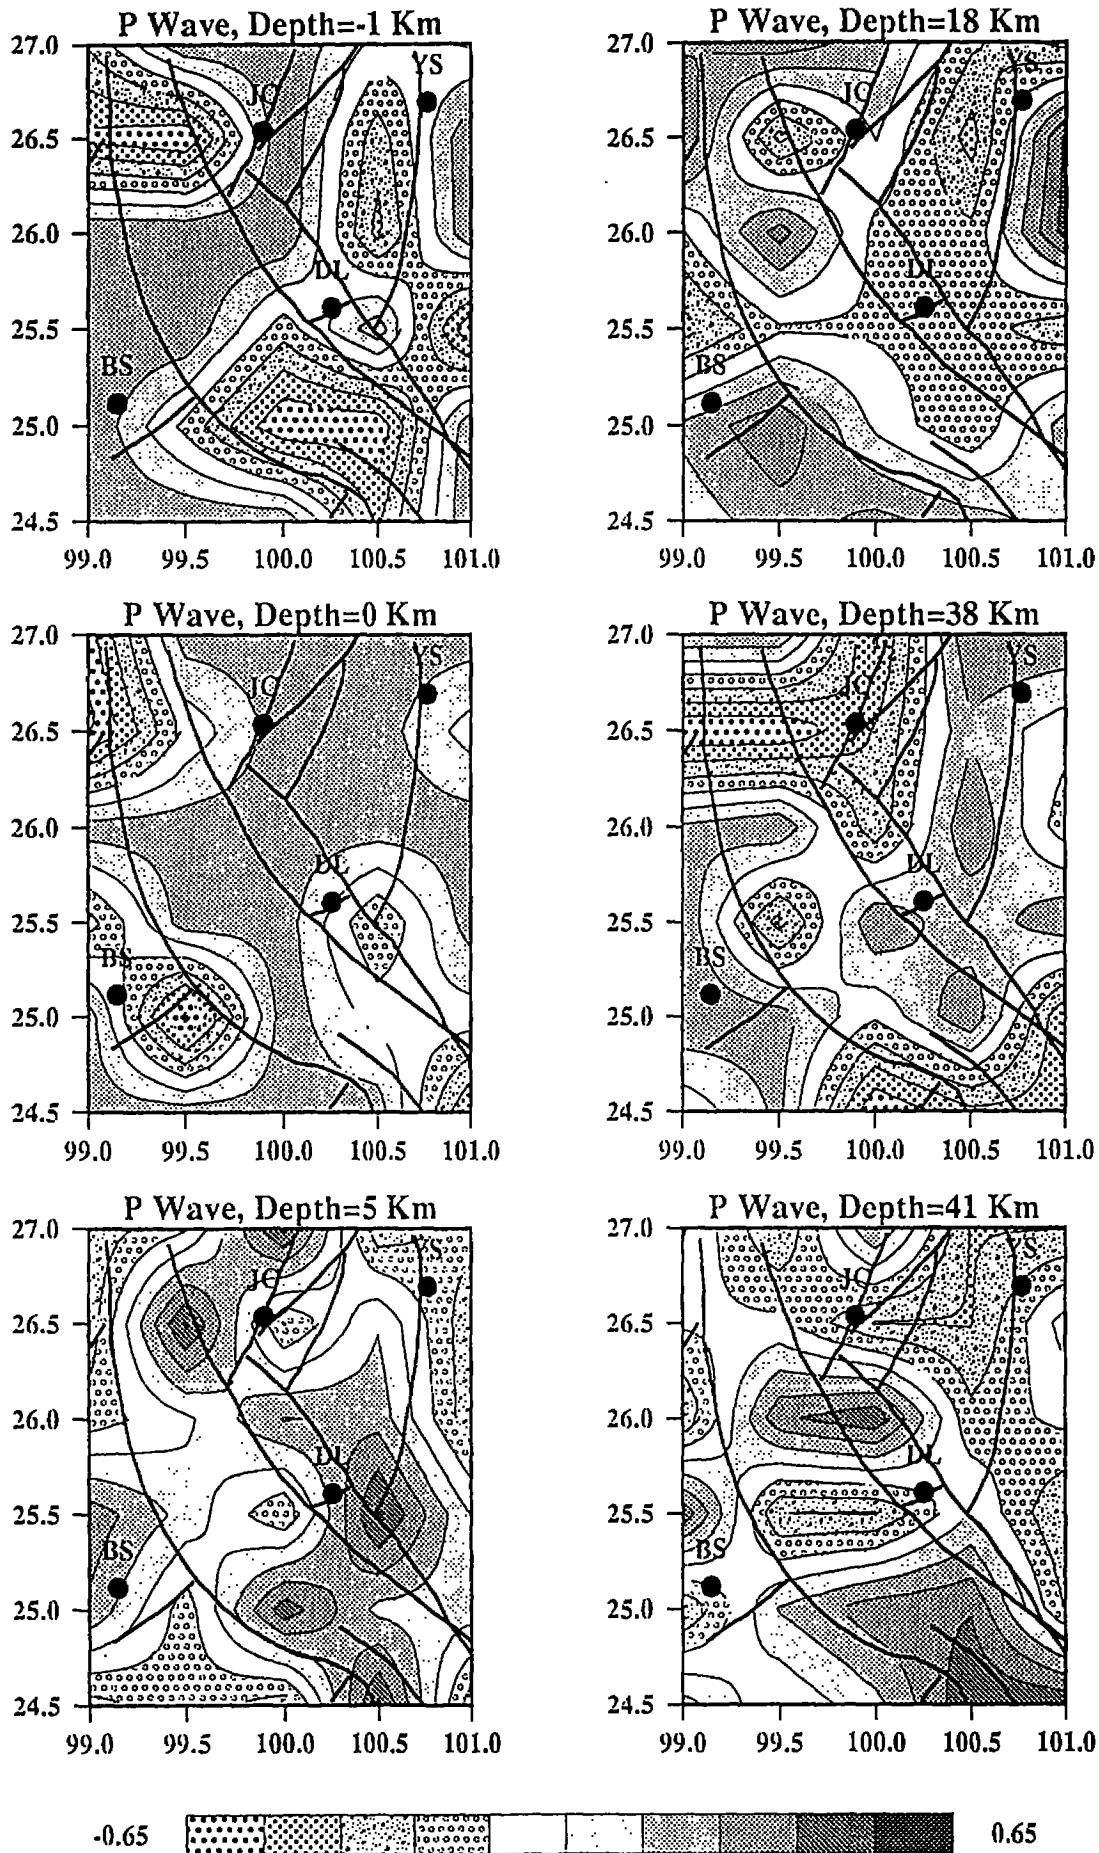 P Wave, Depth=-1 Km
27.0
26.5
26.0
25.5
25.0
24.5
99.0 99.5 100.0 100.5 101.0
JC
YS
DL
BS
P Wave, Depth=18 Km
27.0
26.5
26.0
25.5
25.0
24.5
99.0 99.5 100.0 100.5 101.0
JC
YS
DL
BS
P Wave, Depth=0 Km
27.0
26.5
26.0
25.5
25.0
24.5
99.0 99.5 100.0 100.5 101.0
JC
YS
DL
BS
P Wave, Depth=38 Km
27.0
26.5
26.0
25.5
25.0
24.5
99.0 99.5 100.0 100.5 101.0
JC
YS
DL
BS
P Wave, Depth=5 Km
27.0
26.5
26.0
25.5
25.0
24.5
99.0 99.5 100.0 100.5 101.0
JC
YS
DL
BS
P Wave, Depth=41 Km
27.0
26.5
26.0
25.5
25.0
24.5
99.0 99.5 100.0 100.5 101.0
JC
YS
DL
BS
-0.65 0.65